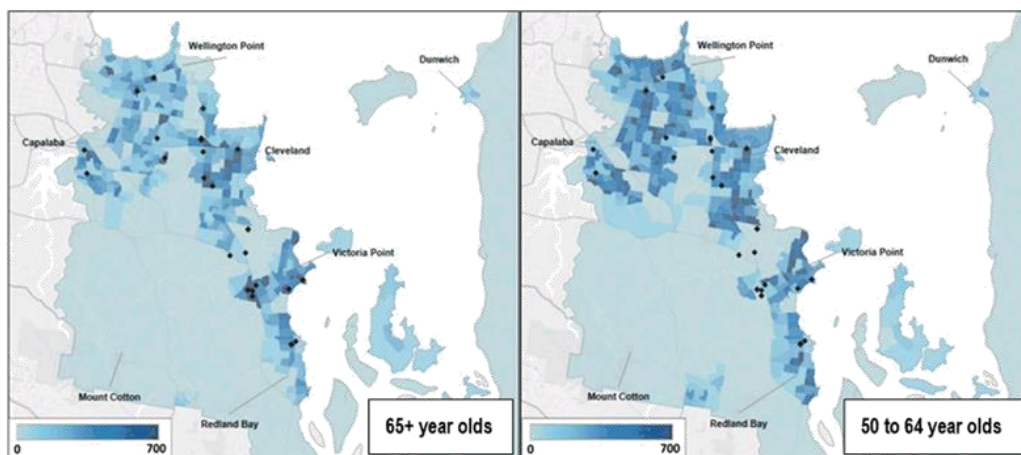 Wellington Point
Dunwich
Capalaba
Cleveland
Victoria Point
Mount Cotton
Redland Bay
0
700
65+ year olds
Wellington Point
Dunwich
Capalaba
Cleveland
Victoria Point
Mount Cotton
Redland Bay
0
700
50 to 64 year olds